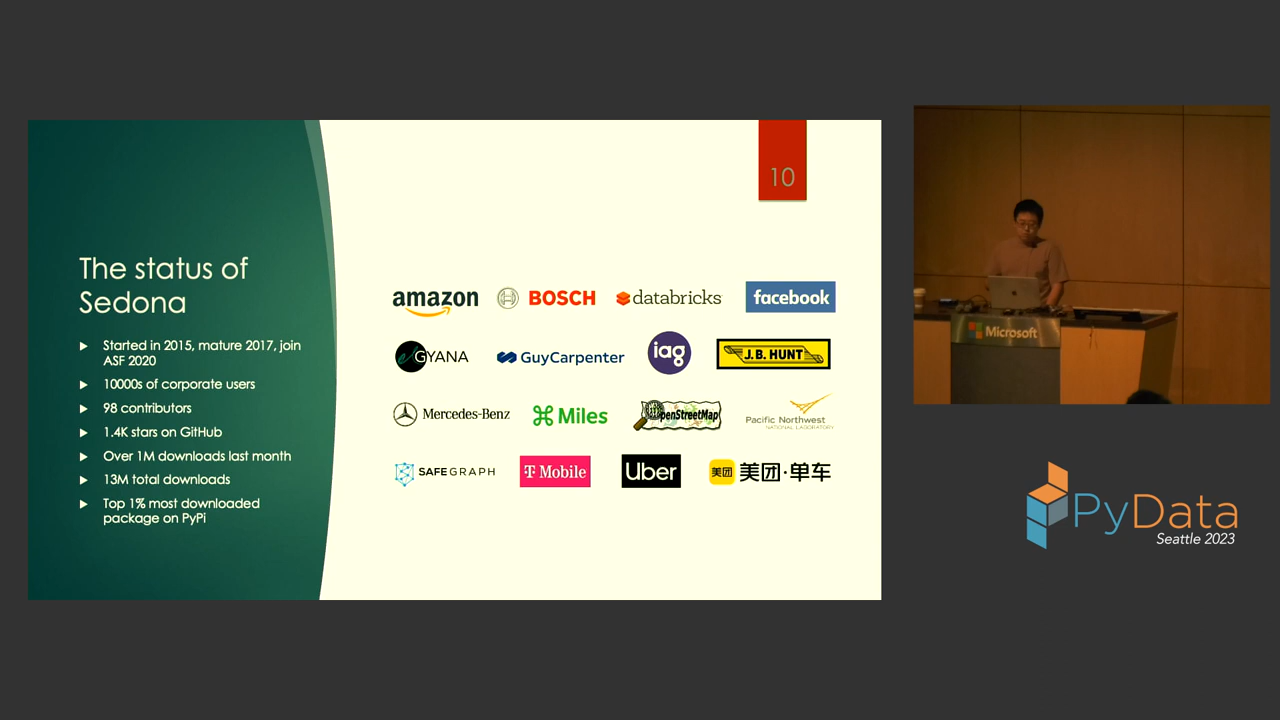 10
The status of
Sedona
Started in 2015, mature 2017, join
ASF 2020
10000s of corporate users
98 contributors
1.4K stars on GitHub
Over 1M downloads last month
13M total downloads
Top 1% most downloaded
package on PyPi
amazon BOSCH databricks facebook
GYANA GuyCarpenter iag J.B. HUNT
Mercedes-Benz Miles OpenStreetMap Pacific Northwest
NATIONAL LABORATORY
SAFEGRAPH T Mobile Uber 美团 美团·单车
Microsoft
PyData
Seattle 2023